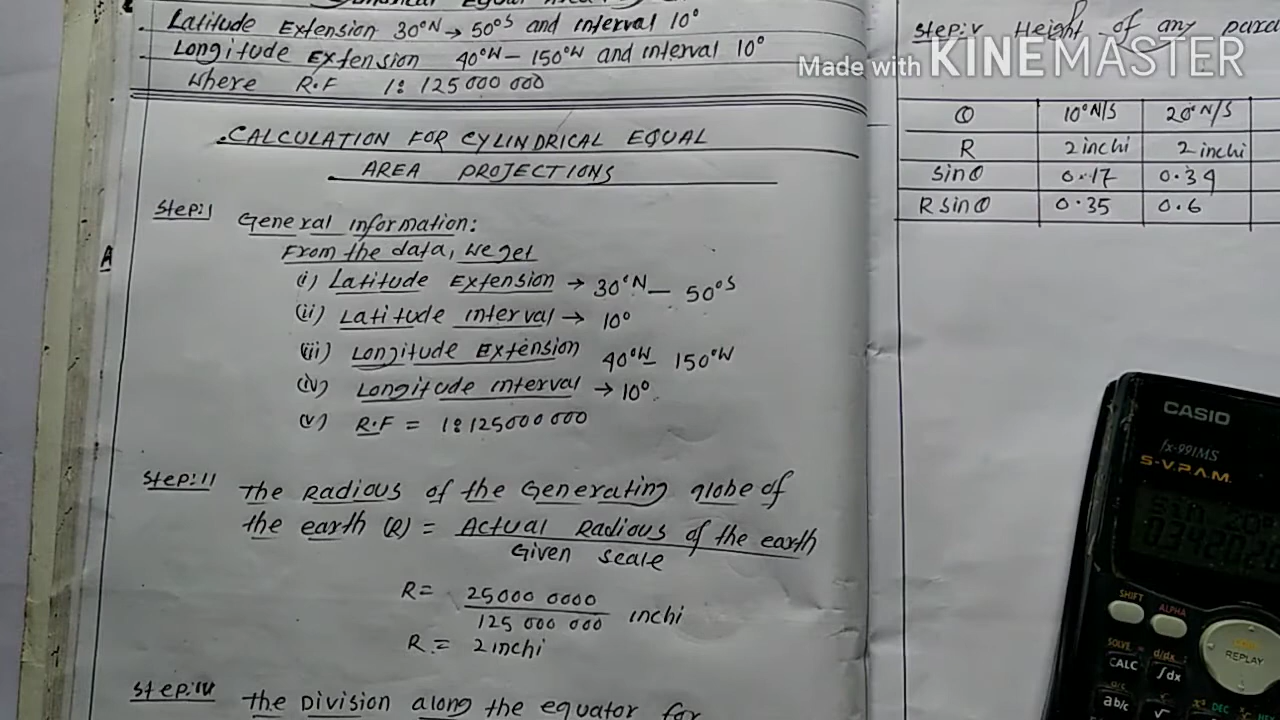 Latitude Extension 30°N → 50°S and interval 10°
Longitude Extension 40°W - 150°W and interval 10°
Where R.F 1: 125 000 000
CALCULATION FOR CYLINDRICAL EQUAL
AREA PROJECTIONS
Step:I General information:
From the data, we get
(i) Latitude Extension → 30°N — 50°S
(ii) Latitude interval → 10°
(iii) Longitude Extension 40°W — 150°W
(iv) Longitude interval → 10°.
(v) R.F = 1:125000000
Step:II The Radious of the Generating globe of
the earth (R) = Actual Radious of the earth
Given scale
R = 25000 0000
125 000 000 inchi
R = 2 inchi
Step:IV the Division along the equator for
Step:V Height of any
Made with KINEMASTER
Θ 10°N/S 20°N/S
R 2 inchi 2 inchi
sinΘ 0.17 0.34
R sinΘ 0.35 0.6
CASIO
fx-991MS
S-V.P.A.M.
SHIFT ALPHA
REPLAY
SOLVE d/dx
CALC ∫dx
ab/c √
DEC